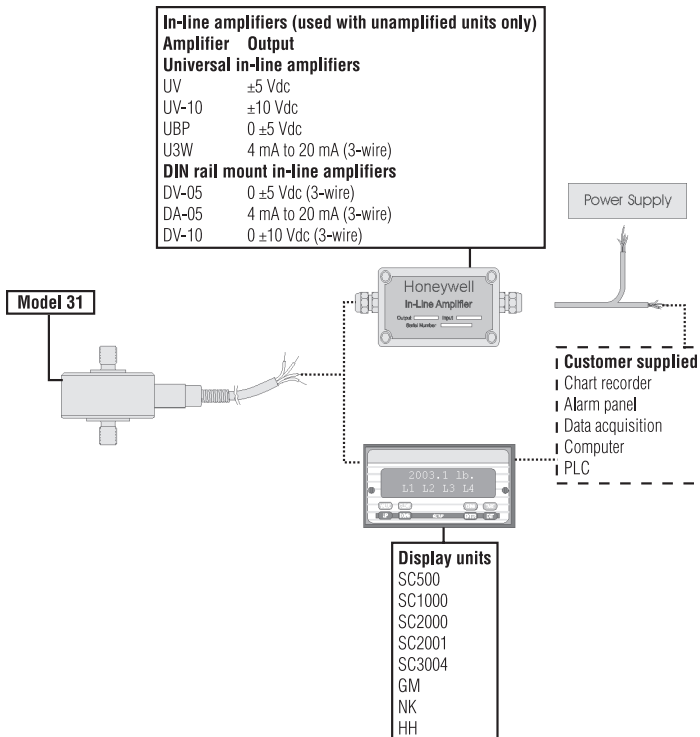 In-line amplifiers (used with unamplified units only)
Amplifier Output
Universal in-line amplifiers
UV ±5 Vdc
UV-10 ±10 Vdc
UBP 0 ±5 Vdc
U3W 4 mA to 20 mA (3-wire)
DIN rail mount in-line amplifiers
DV-05 0 ±5 Vdc (3-wire)
DA-05 4 mA to 20 mA (3-wire)
DV-10 0 ±10 Vdc (3-wire)
Power Supply
Model 31
Honeywell
In-Line Amplifier
Output Input
Serial Number
Customer supplied
Chart recorder
Alarm panel
Data acquisition
Computer
PLC
2003.1 lb.
L1 L2 L3 L4
SETUP
Display units
SC500
SC1000
SC2000
SC2001
SC3004
GM
NK
HH